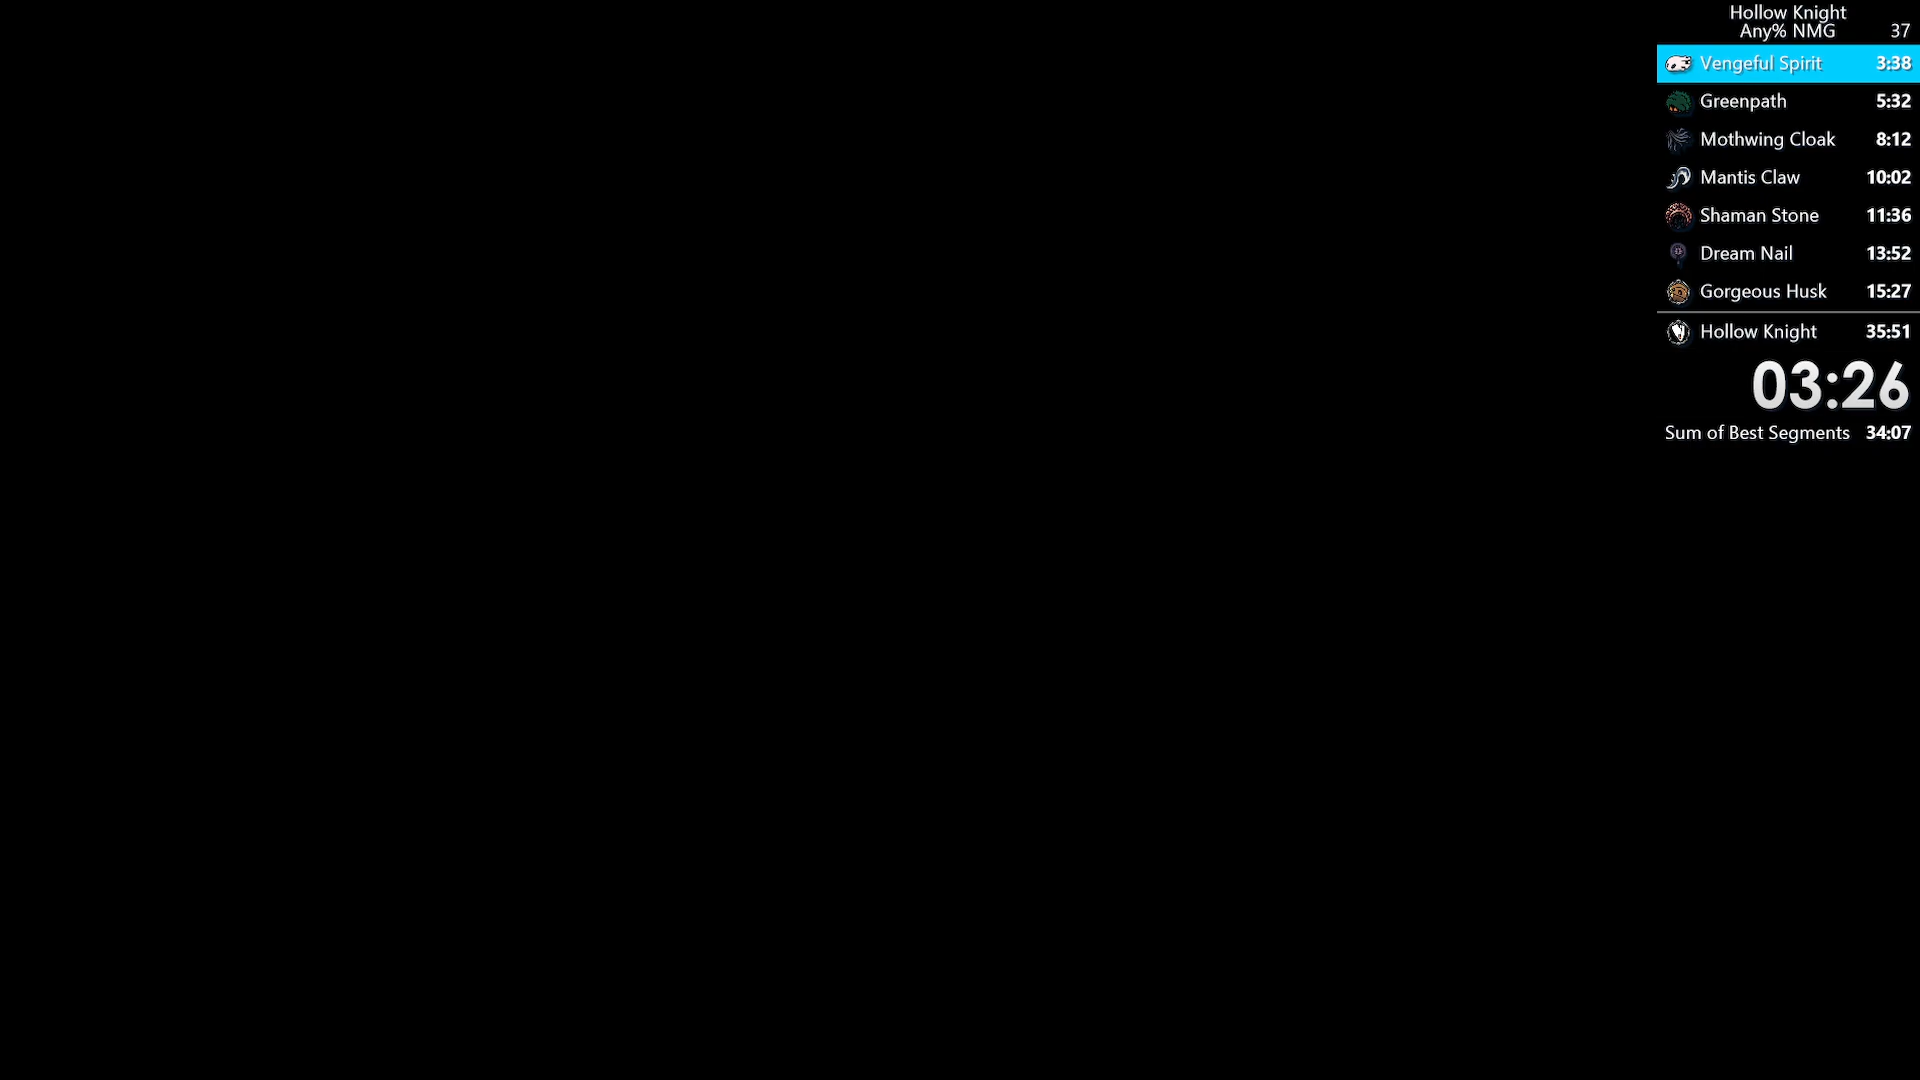 Hollow Knight
Any% NMG 37
Vengeful Spirit 3:38
Greenpath 5:32
Mothwing Cloak 8:12
Mantis Claw 10:02
Shaman Stone 11:36
Dream Nail 13:52
Gorgeous Husk 15:27
Hollow Knight 35:51
03:26
Sum of Best Segments 34:07